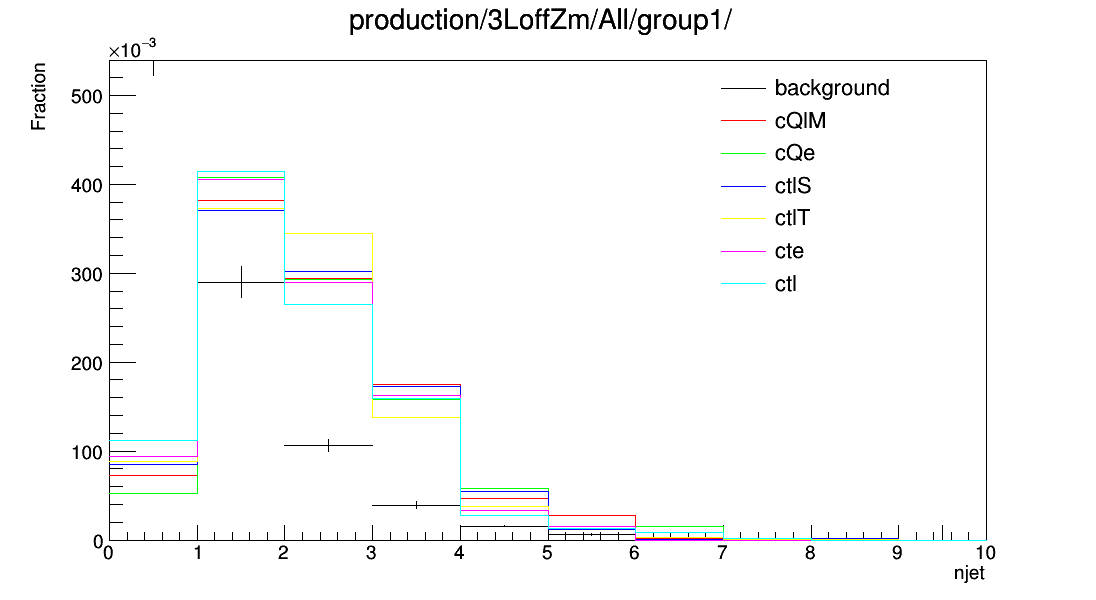 production/3LoffZm/All/group1/
×10⁻³
Fraction
500
400
300
200
100
0
background
cQlM
cQe
ctlS
ctlT
cte
ctl
0 1 2 3 4 5 6 7 8 9 10
njet